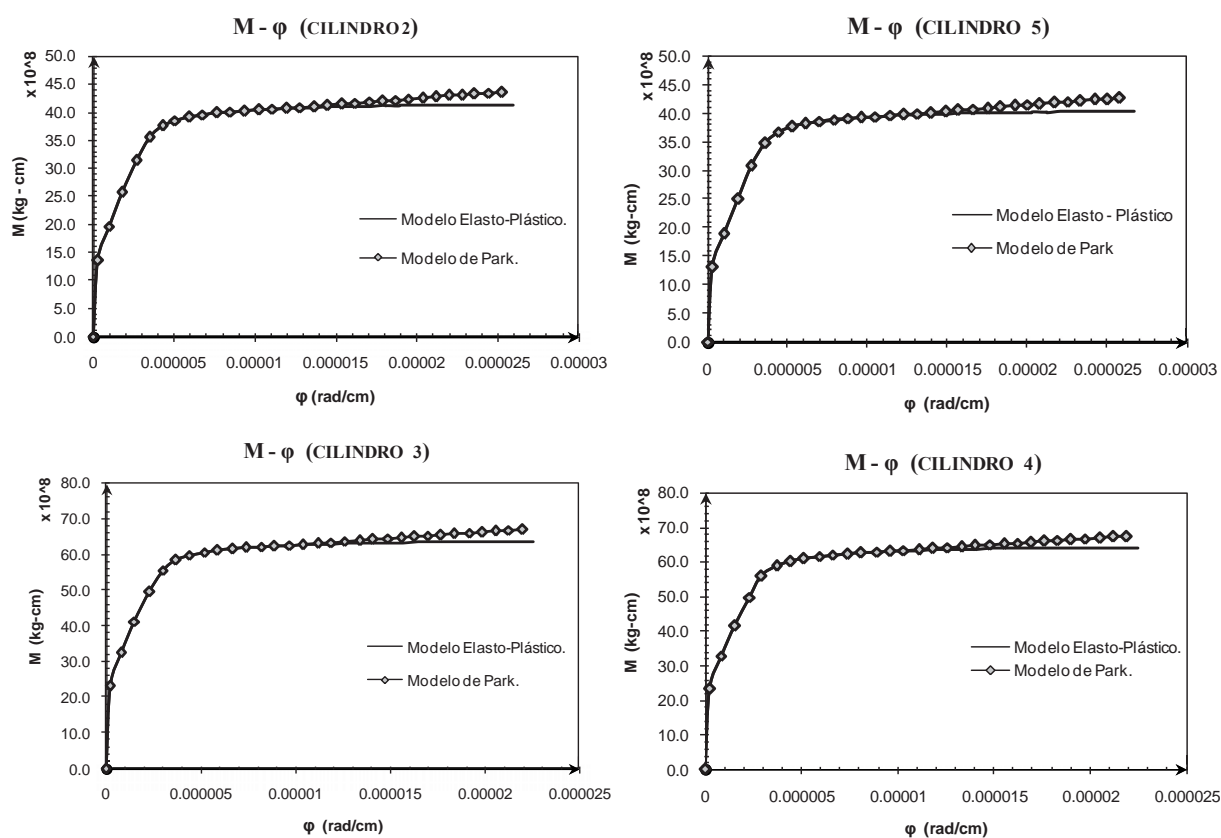 M - φ (CILINDRO 2)
x 10^8
50.0
45.0
40.0
35.0
30.0
25.0
20.0
15.0
10.0
5.0
0.0
M (kg - cm)
Modelo Elasto-Plástico.
Modelo de Park.
0 0.000005 0.00001 0.000015 0.00002 0.000025 0.00003
φ (rad/cm)
M - φ (CILINDRO 5)
x 10^8
50.0
45.0
40.0
35.0
30.0
25.0
20.0
15.0
10.0
5.0
0.0
M (kg-cm)
Modelo Elasto - Plástico
Modelo de Park
0 0.000005 0.00001 0.000015 0.00002 0.000025 0.00003
φ (rad/cm)
M - φ (CILINDRO 3)
x 10^8
80.0
70.0
60.0
50.0
40.0
30.0
20.0
10.0
0.0
M (kg-cm)
Modelo Elasto-Plástico.
Modelo de Park.
0 0.000005 0.00001 0.000015 0.00002 0.000025
φ (rad/cm)
M - φ (CILINDRO 4)
x 10^8
80.0
70.0
60.0
50.0
40.0
30.0
20.0
10.0
0.0
M (kg-cm)
Modelo Elasto-Plástico.
Modelo de Park.
0 0.000005 0.00001 0.000015 0.00002 0.000025
φ (rad/cm)